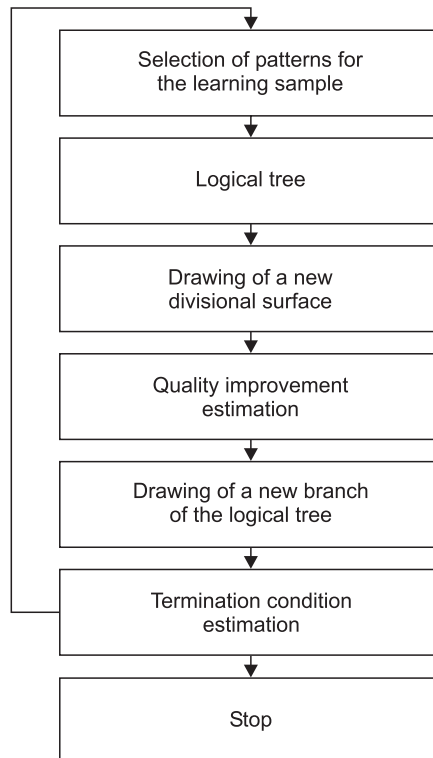 Selection of patterns for
the learning sample
Logical tree
Drawing of a new
divisional surface
Quality improvement
estimation
Drawing of a new branch
of the logical tree
Termination condition
estimation
Stop